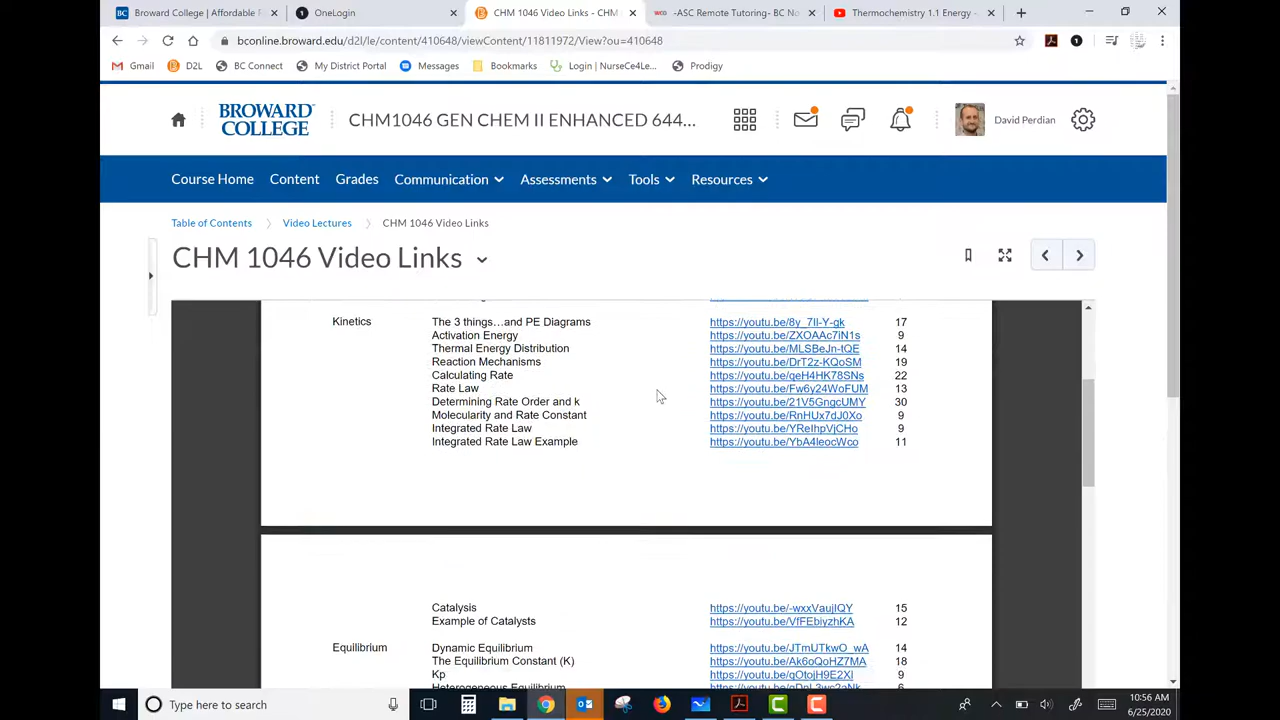 Broward College | Affordable F
OneLogin
CHM 1046 Video Links - CHM
-ASC Remote Tutoring- BC No
Thermochemistry 1.1 Energy -
bconline.broward.edu/d2l/le/content/410648/viewContent/11811972/View?ou=410648
Gmail
D2L
BC Connect
My District Portal
Messages
Bookmarks
Login | NurseCe4Le...
Prodigy
BROWARD COLLEGE
CHM1046 GEN CHEM II ENHANCED 644...
David Perdian
Course Home
Content
Grades
Communication
Assessments
Tools
Resources
Table of Contents
Video Lectures
CHM 1046 Video Links
CHM 1046 Video Links
Kinetics The 3 things...and PE Diagrams https://youtu.be/8y_7II-Y-gk 17
Activation Energy https://youtu.be/ZXOAAc7iN1s 9
Thermal Energy Distribution https://youtu.be/MLSBeJn-tQE 14
Reaction Mechanisms https://youtu.be/DrT2z-KQoSM 19
Calculating Rate https://youtu.be/qeH4HK78SNs 22
Rate Law https://youtu.be/Fw6y24WoFUM 13
Determining Rate Order and k https://youtu.be/21V5GngcUMY 30
Molecularity and Rate Constant https://youtu.be/RnHUx7dJ0Xo 9
Integrated Rate Law https://youtu.be/YReIhpVjCHo 9
Integrated Rate Law Example https://youtu.be/YbA4IeocWco 11
Catalysis https://youtu.be/-wxxVaujIQY 15
Example of Catalysts https://youtu.be/VfFEbiyzhKA 12
Equilibrium Dynamic Equilibrium https://youtu.be/JTmUTkwO_wA 14
The Equilibrium Constant (K) https://youtu.be/Ak6oQoHZ7MA 18
Kp https://youtu.be/qOtojH9E2XI 9
Heterogeneous Equilibrium
Type here to search
10:56 AM
6/25/2020